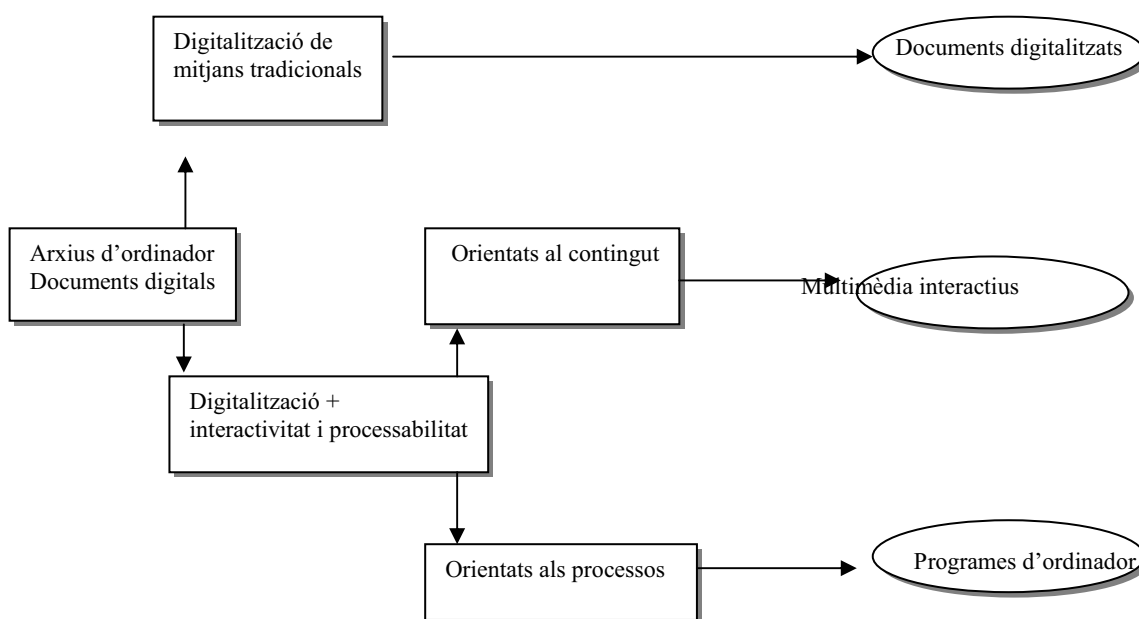 Digitalització de
mitjans tradicionals
Documents digitalitzats
Arxius d’ordinador
Documents digitals
Orientats al contingut
Multimèdia interactius
Digitalització +
interactivitat i processabilitat
Orientats als processos
Programes d’ordinador